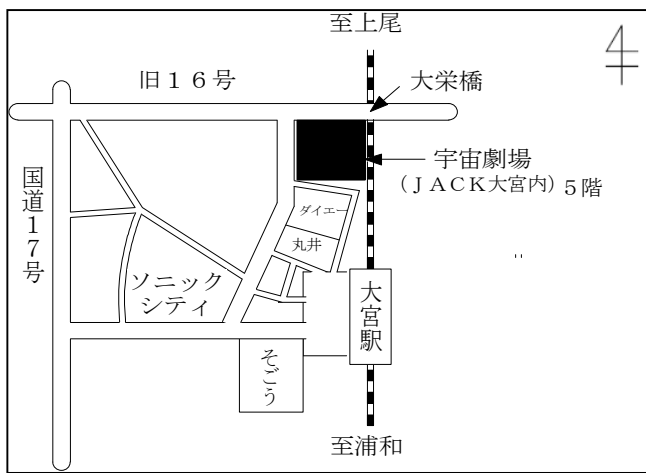 至上尾
旧１６号
大栄橋
宇宙劇場
（ＪＡＣＫ大宮内）５階
国道１７号
ダイエー
丸井
ソニック
シティ
大宮駅
そごう
至浦和